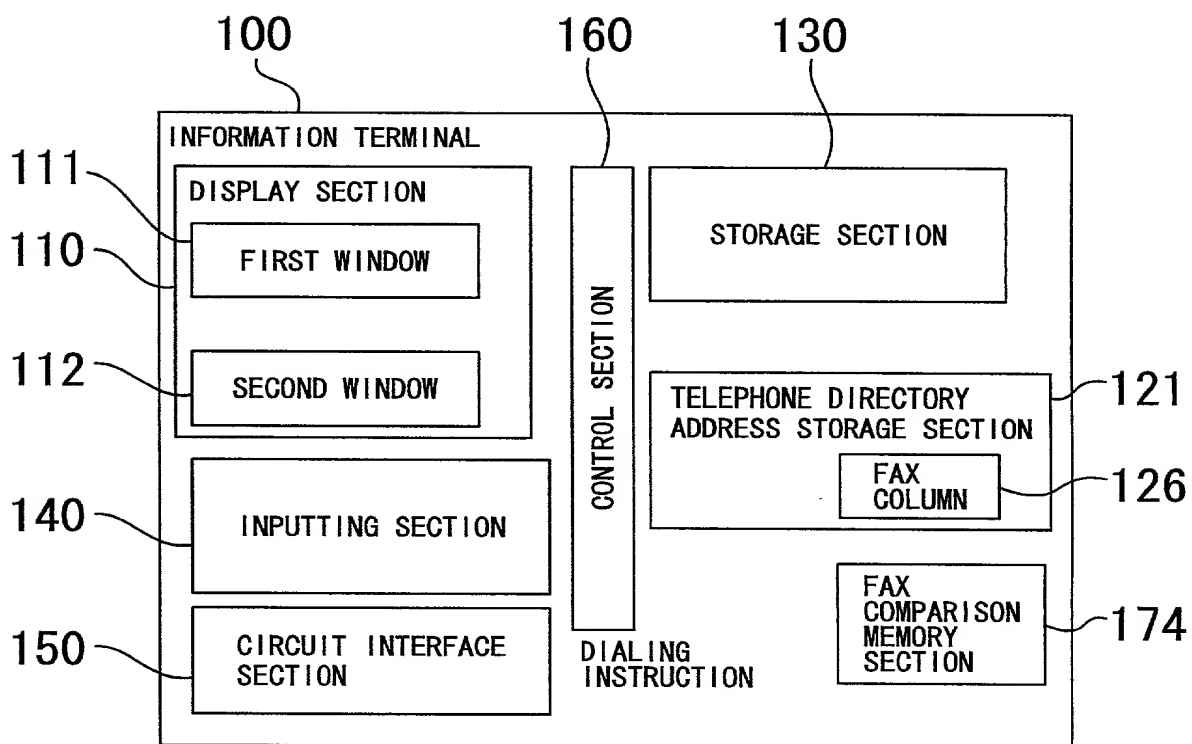 100
160
130
INFORMATION TERMINAL
111
DISPLAY SECTION
110
FIRST WINDOW
STORAGE SECTION
112
SECOND WINDOW
CONTROL SECTION
121
TELEPHONE DIRECTORY
ADDRESS STORAGE SECTION
FAX
COLUMN
126
140
INPUTTING SECTION
150
CIRCUIT INTERFACE
SECTION
DIALING
INSTRUCTION
FAX
COMPARISON
MEMORY
SECTION
174